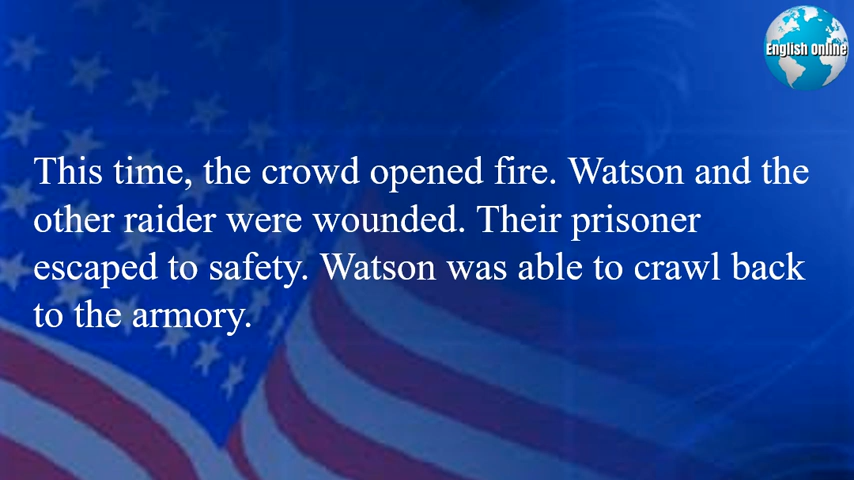 English Online
This time, the crowd opened fire. Watson and the
other raider were wounded. Their prisoner
escaped to safety. Watson was able to crawl back
to the armory.